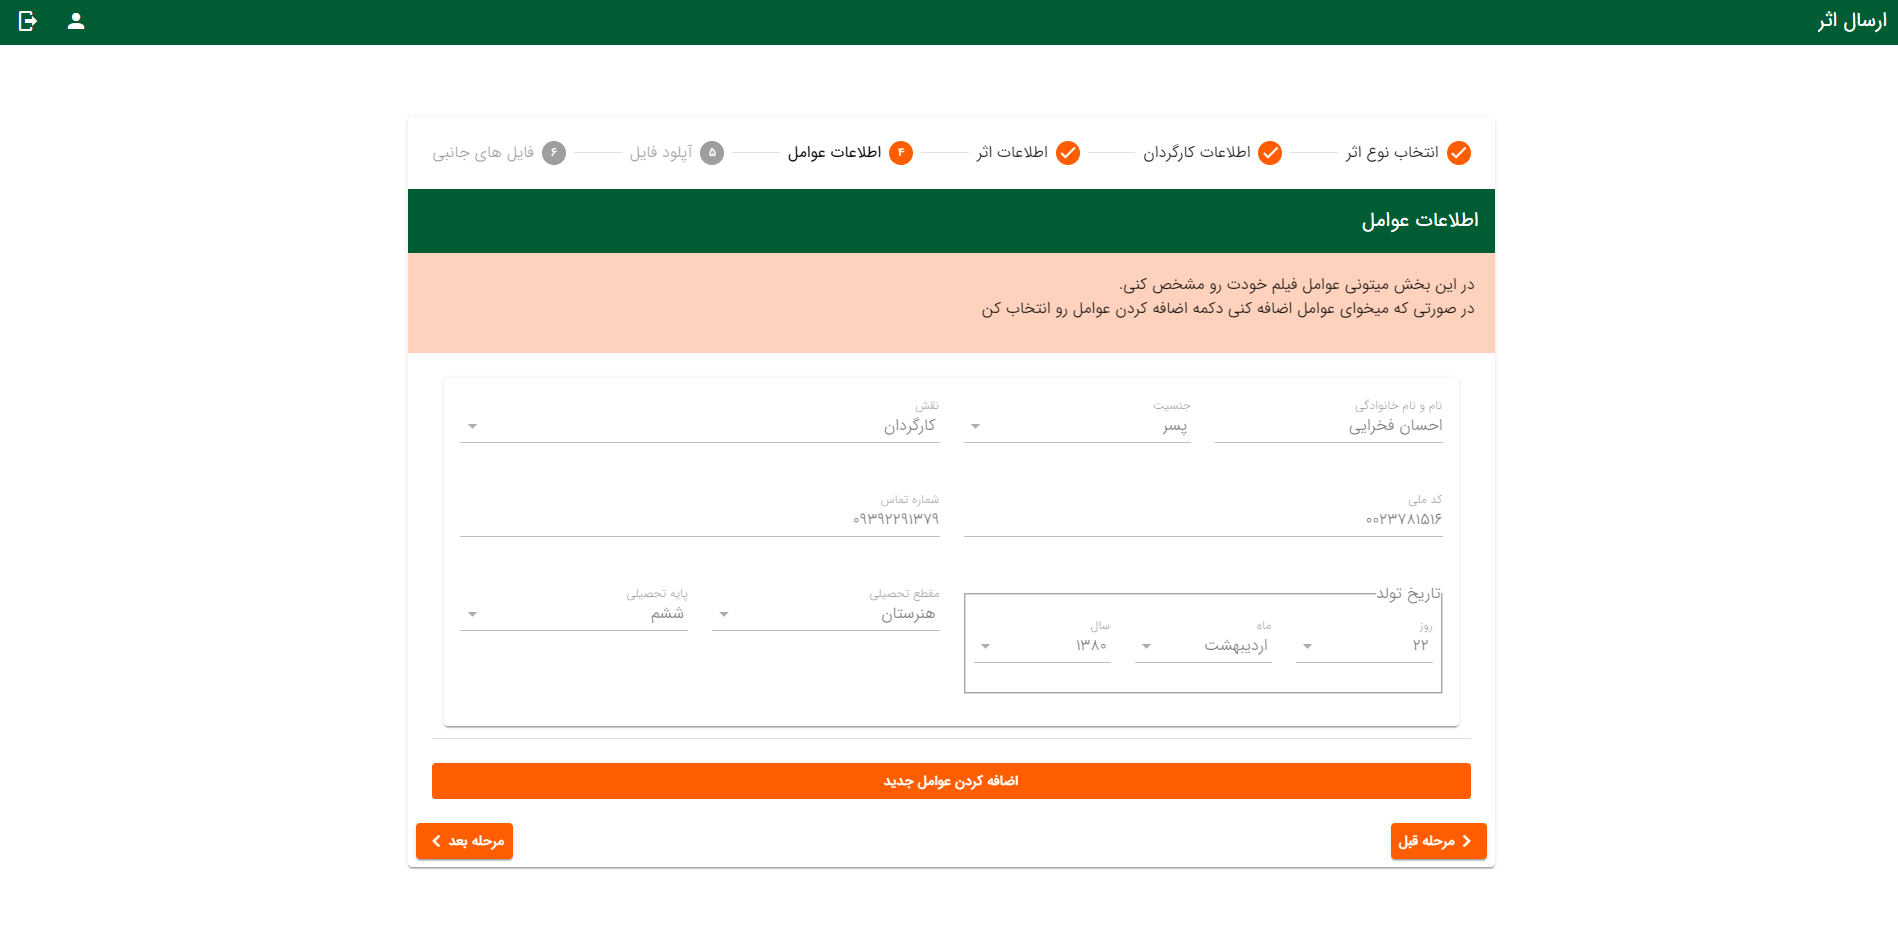 ارسال اثر
انتخاب نوع اثر
اطلاعات کارگردان
اطلاعات اثر
۴ اطلاعات عوامل
۵ آپلود فایل
۶ فایل های جانبی
اطلاعات عوامل
در این بخش میتونی عوامل فیلم خودت رو مشخص کنی.
در صورتی که میخوای عوامل اضافه کنی دکمه اضافه کردن عوامل رو انتخاب کن
نام و نام خانوادگی
احسان فخرایی
جنسیت
پسر
نقش
کارگردان
کد ملی
۰۰۲۳۷۸۱۵۱۶
شماره تماس
۰۹۳۹۲۲۹۱۳۷۹
تاریخ تولد
روز
۲۲
ماه
اردیبهشت
سال
۱۳۸۰
مقطع تحصیلی
هنرستان
پایه تحصیلی
ششم
اضافه کردن عوامل جدید
مرحله قبل
مرحله بعد